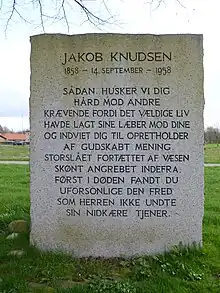 JAKOB KNUDSEN
1858 - 14. SEPTEMBER - 1958
SÅDAN HUSKER VI DIG
HÅRD MOD ANDRE
KRÆVENDE FORDI DET VÆLDIGE LIV
HAVDE LAGT SINE LÆBER MOD DINE
OG INDVIET DIG TIL OPRETHOLDER
AF GUDSKABT MENING
STORSLÅET FORTÆTTET AF VÆSEN
SKØNT ANGREBET INDEFRA.
FØRST I DØDEN FANDT DU
UFORSONLIGE DEN FRED
SOM HERREN IKKE UNDTE
SIN NIDKÆRE TJENER.